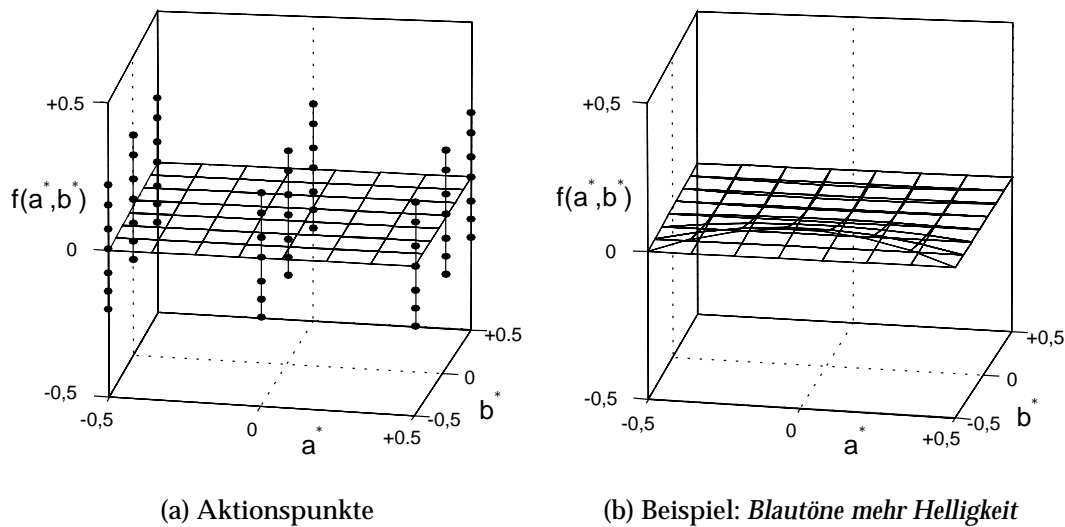 +0.5
f(a*,b*)
0
-0,5
-0,5
0
a*
+0.5
-0,5
b*
0
+0.5
(a) Aktionspunkte
+0,5
f(a*,b*)
0
-0,5
-0,5
0
a*
+0,5
-0,5
b*
0
+0,5
(b) Beispiel: Blautöne mehr Helligkeit